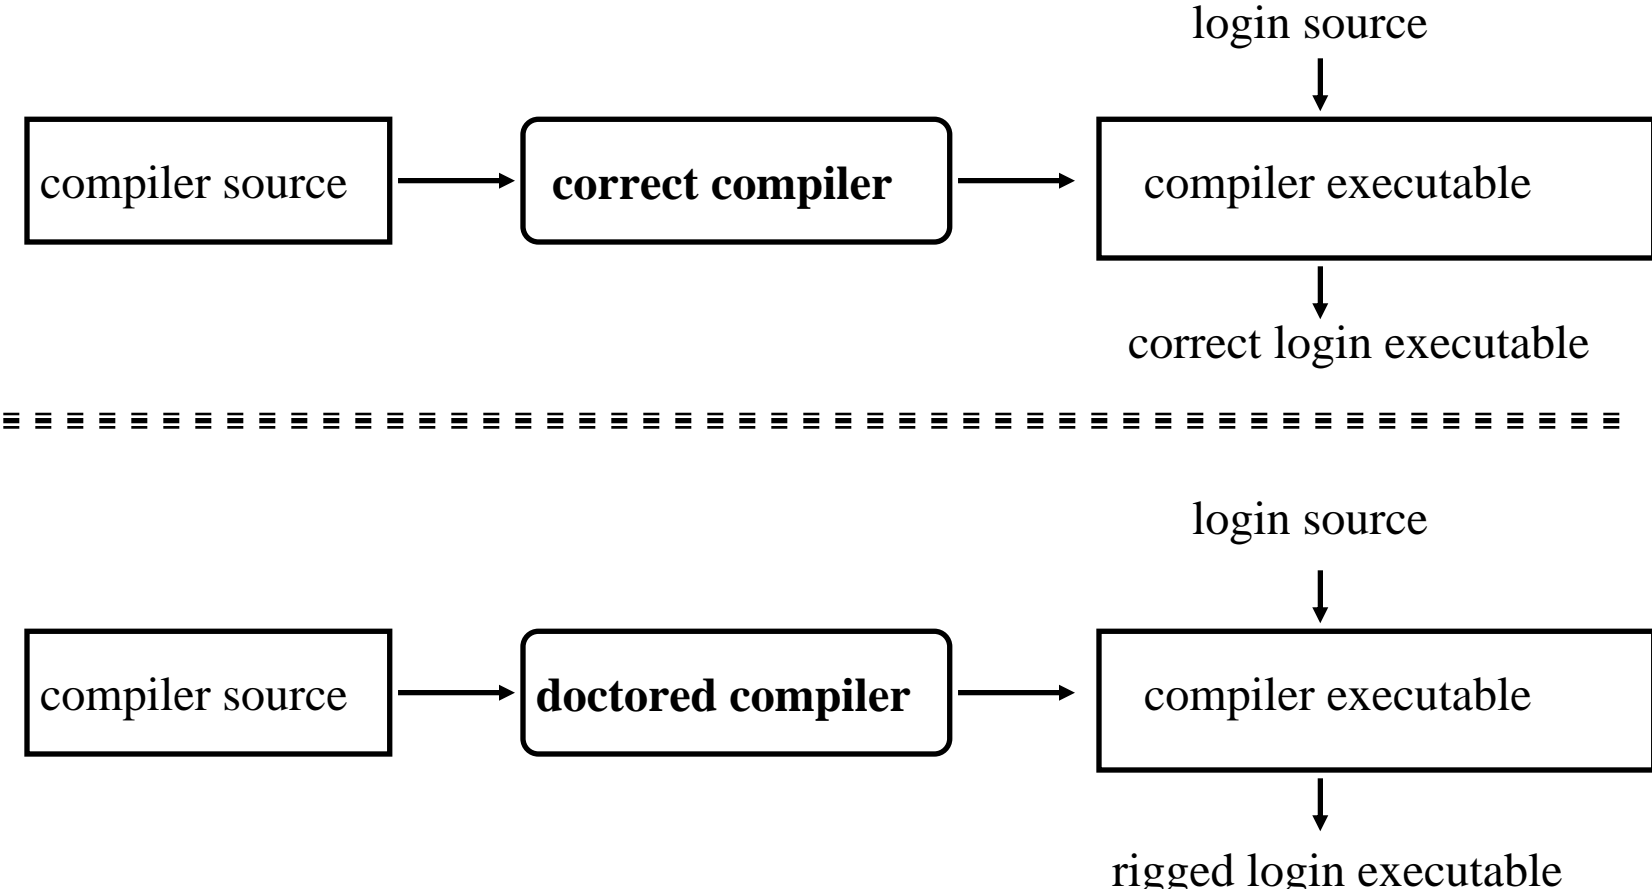 login source
compiler source
correct compiler
compiler executable
correct login executable
login source
compiler source
doctored compiler
compiler executable
rigged login executable